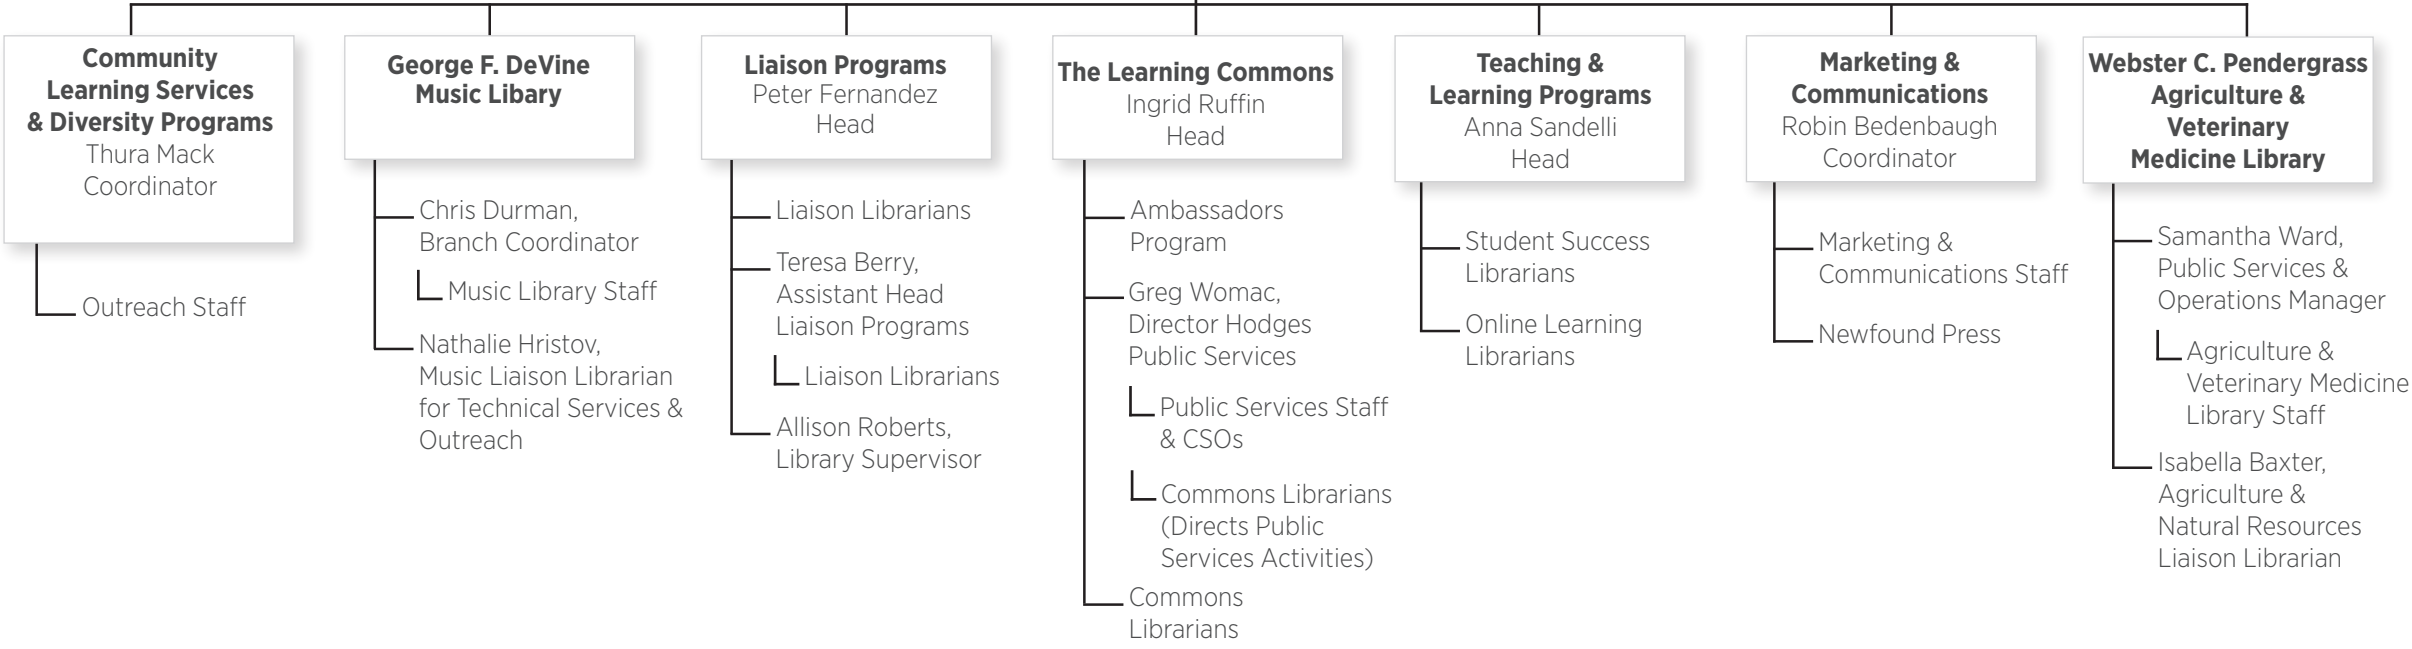 Community
Learning Services
& Diversity Programs
Thura Mack
Coordinator
Outreach Staff
George F. DeVine
Music Libary
Chris Durman,
Branch Coordinator
Music Library Staff
Nathalie Hristov,
Music Liaison Librarian
for Technical Services &
Outreach
Liaison Programs
Peter Fernandez
Head
Liaison Librarians
Teresa Berry,
Assistant Head
Liaison Programs
Liaison Librarians
Allison Roberts,
Library Supervisor
The Learning Commons
Ingrid Ruffin
Head
Ambassadors
Program
Greg Womac,
Director Hodges
Public Services
Public Services Staff
& CSOs
Commons Librarians
(Directs Public
Services Activities)
Commons
Librarians
Teaching &
Learning Programs
Anna Sandelli
Head
Student Success
Librarians
Online Learning
Librarians
Marketing &
Communications
Robin Bedenbaugh
Coordinator
Marketing &
Communications Staff
Newfound Press
Webster C. Pendergrass
Agriculture &
Veterinary
Medicine Library
Samantha Ward,
Public Services &
Operations Manager
Agriculture &
Veterinary Medicine
Library Staff
Isabella Baxter,
Agriculture &
Natural Resources
Liaison Librarian